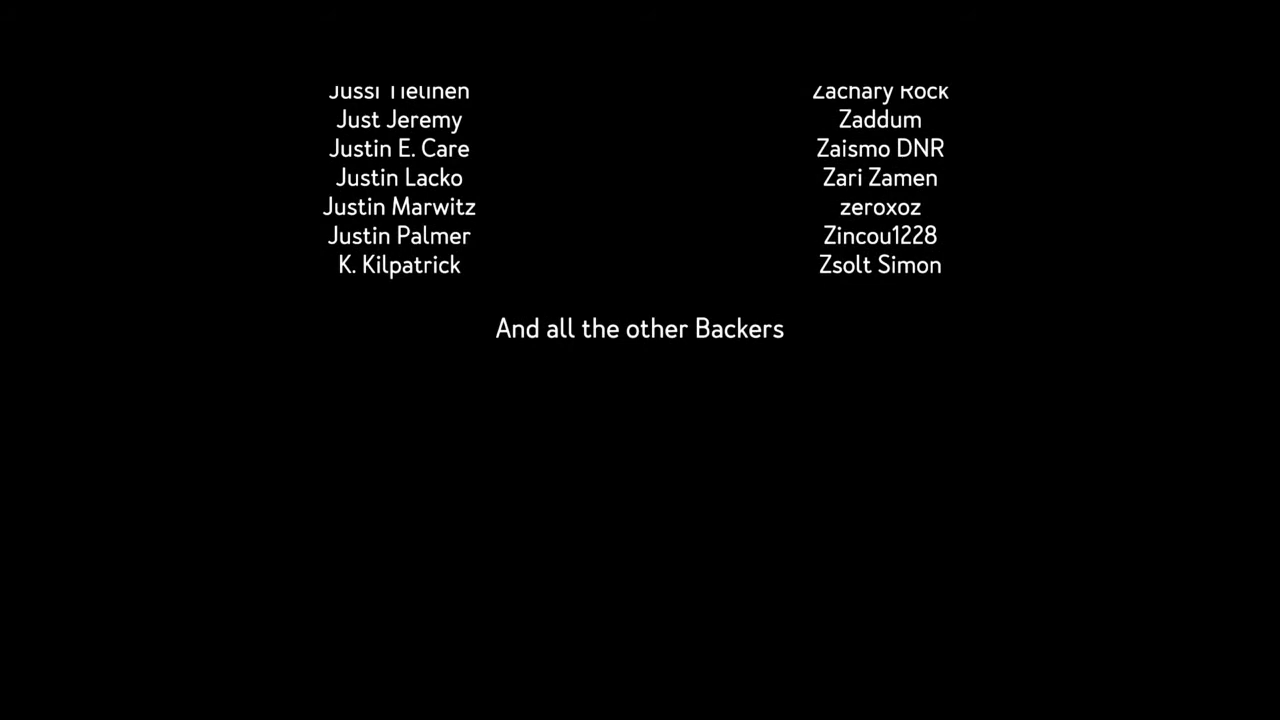 Jussi
Just Jeremy
Justin E. Care
Justin Lacko
Justin Marwitz
Justin Palmer
K. Kilpatrick
Zachary Rock
Zaddum
Zaismo DNR
Zari Zamen
zeroxoz
Zincou1228
Zsolt Simon
And all the other Backers